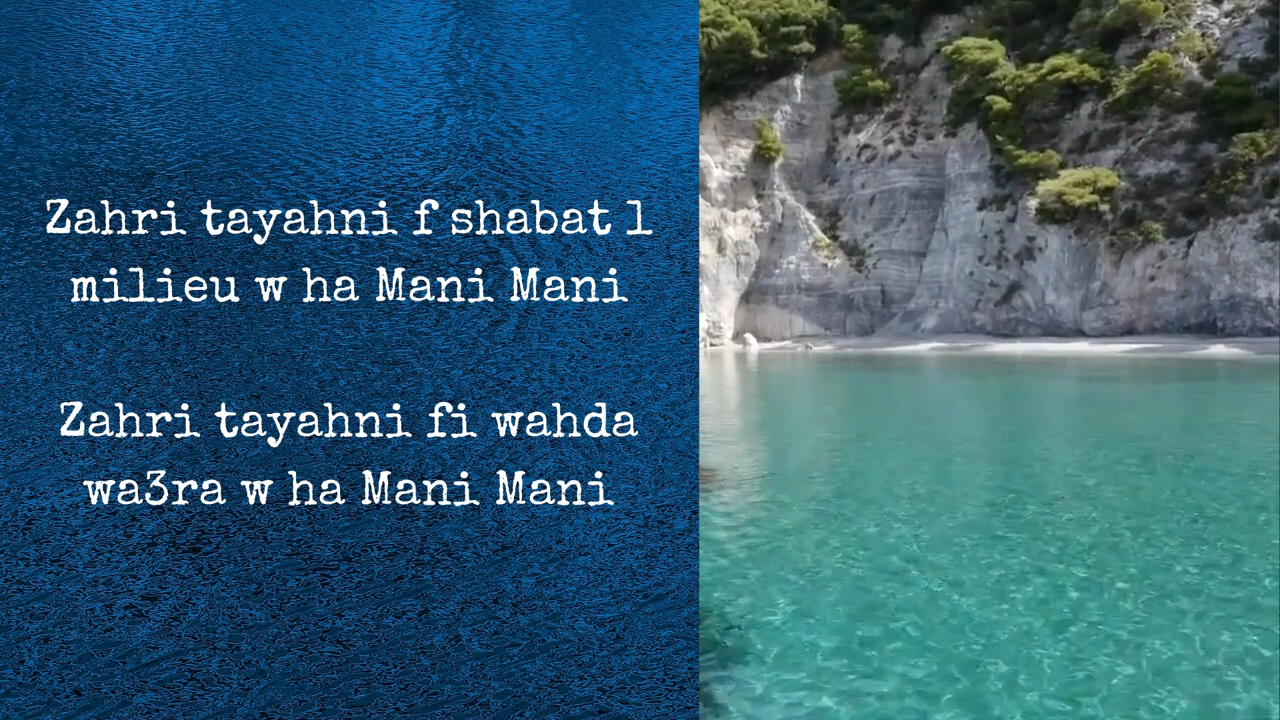 Zahri tayahni f shabat l
milieu w ha Mani Mani
Zahri tayahni fi wahda
wa3ra w ha Mani Mani